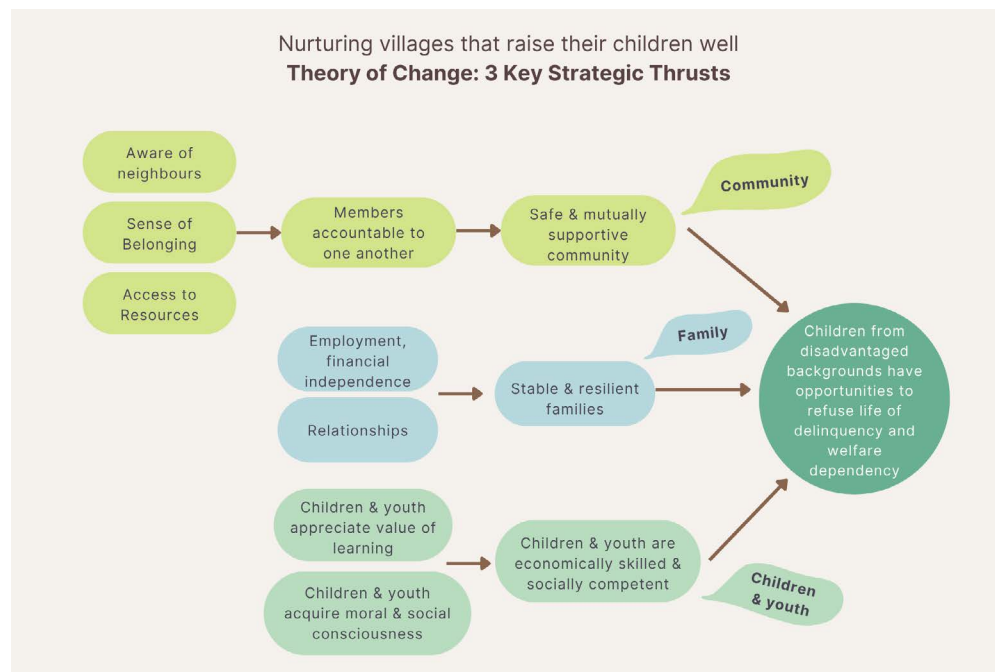 Nurturing villages that raise their children well
Theory of Change: 3 Key Strategic Thrusts
Aware of
neighbours
Sense of
Belonging
Access to
Resources
Members
accountable to
one another
Safe & mutually
supportive
community
Community
Employment,
financial
independence
Relationships
Stable & resilient
families
Family
Children & youth
appreciate value of
learning
Children & youth
acquire moral & social
consciousness
Children & youth are
economically skilled &
socially competent
Children
& youth
Children from
disadvantaged
backgrounds have
opportunities to
refuse life of
delinquency and
welfare
dependency